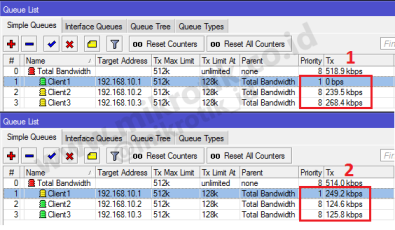 Queue List
Simple Queues Interface Queues Queue Tree Queue Types
00 Reset Counters 00 Reset All Counters Fin
1
# Name Target Address Tx Max Limit Tx Limit At Parent Priority Tx
0 Total Bandwidth 512k unlimited none 8 518.9 kbps
1 Client1 192.168.10.1 512k 128k Total Bandwidth 1 0 bps
2 Client2 192.168.10.2 512k 128k Total Bandwidth 8 239.5 kbps
3 Client3 192.168.10.3 512k 128k Total Bandwidth 8 268.4 kbps
Queue List
Simple Queues Interface Queues Queue Tree Queue Types
00 Reset Counters 00 Reset All Counters Fin
2
# Name Target Address Tx Max Limit Tx Limit At Parent Priority Tx
0 Total Bandwidth 512k unlimited none 8 514.0 kbps
1 Client1 192.168.10.1 512k 128k Total Bandwidth 1 249.2 kbps
2 Client2 192.168.10.2 512k 128k Total Bandwidth 8 124.6 kbps
3 Client3 192.168.10.3 512k 128k Total Bandwidth 8 125.8 kbps